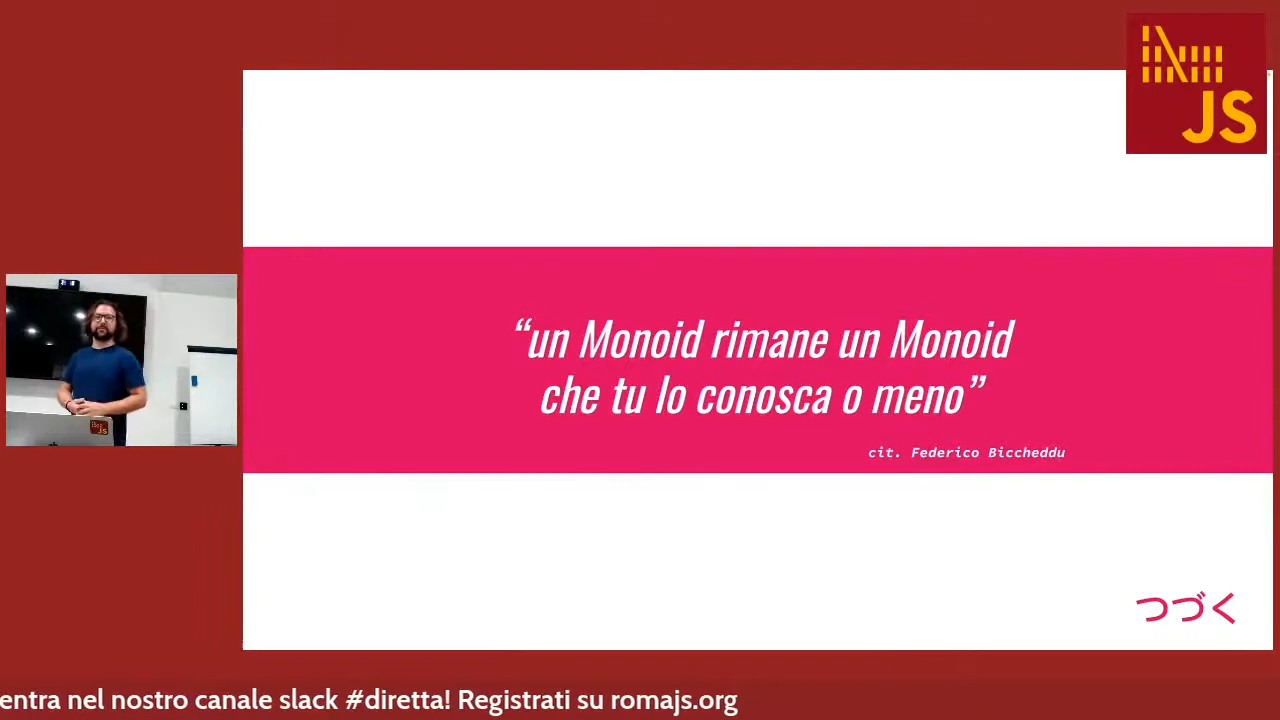 JS
“un Monoid rimane un Monoid
che tu lo conosca o meno”
cit. Federico Biccheddu
JS
つづく
entra nel nostro canale slack #diretta! Registrati su romajs.org